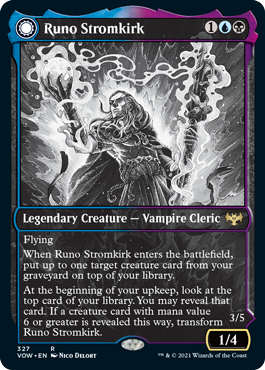 Runo Stromkirk 1
Legendary Creature — Vampire Cleric
Flying
When Runo Stromkirk enters the battlefield,
put up to one target creature card from your
graveyard on top of your library.
At the beginning of your upkeep, look at the
top card of your library. You may reveal that
card. If a creature card with mana value
6 or greater is revealed this way, transform
Runo Stromkirk.
3/5
1/4
327 R
VOW • EN NICO DELORT
™ & © 2021 Wizards of the Coast